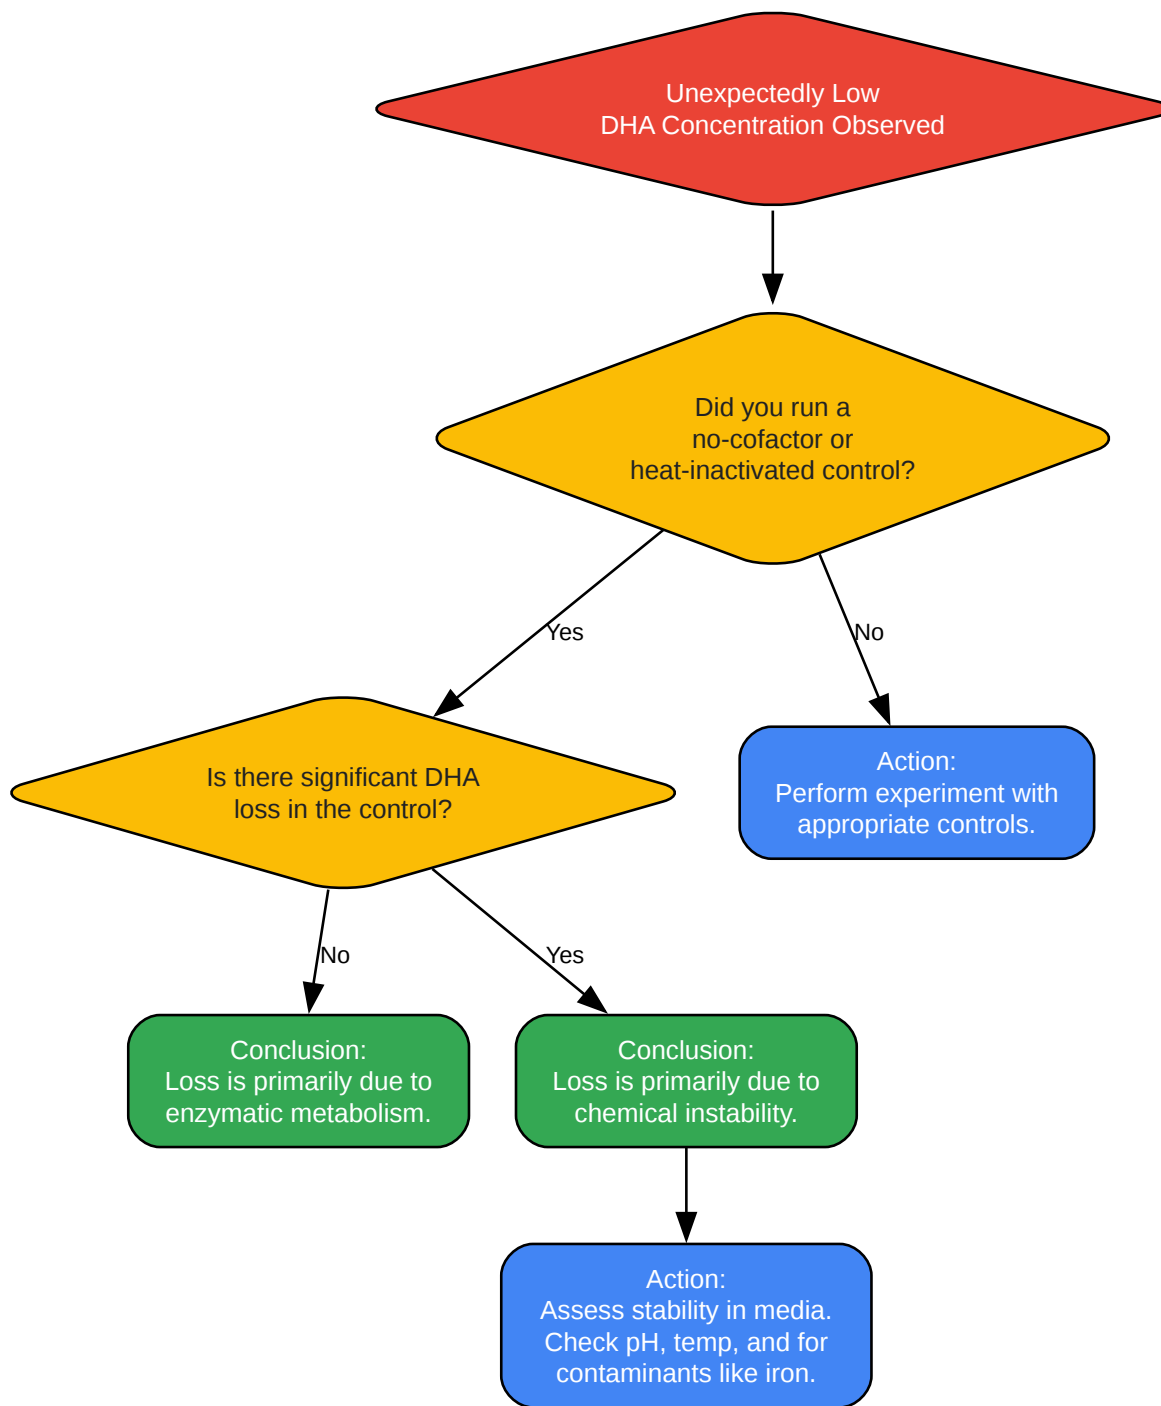 Unexpectedly Low
DHA Concentration Observed
Did you run a
no-cofactor or
heat-inactivated control?
Yes
No
Is there significant DHA
loss in the control?
Action:
Perform experiment with
appropriate controls.
No
Yes
Conclusion:
Loss is primarily due to
enzymatic metabolism.
Conclusion:
Loss is primarily due to
chemical instability.
Action:
Assess stability in media.
Check pH, temp, and for
contaminants like iron.